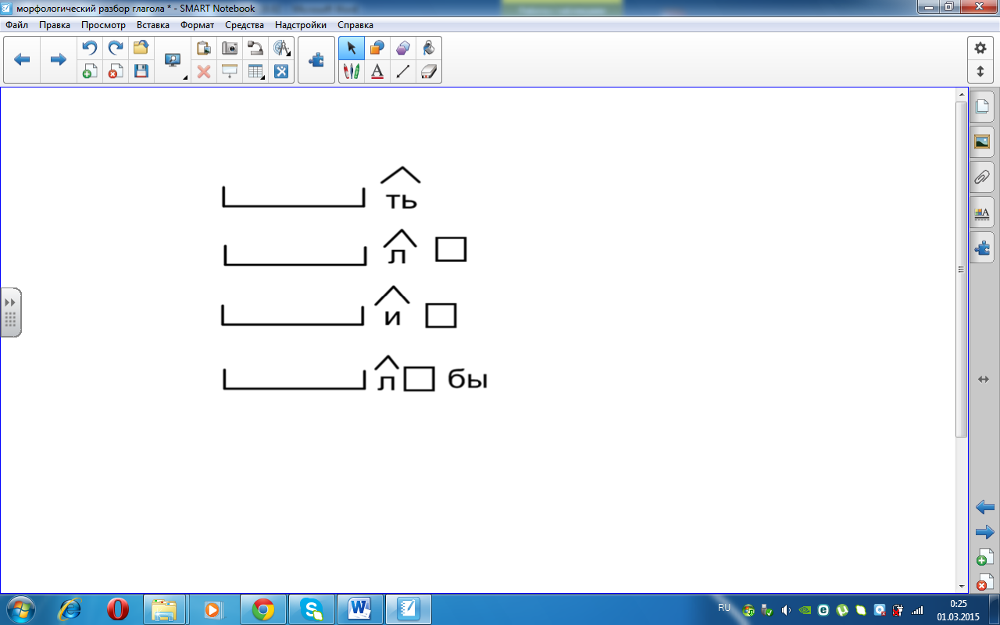 морфологический разбор глагола * - SMART Notebook
Файл Правка Просмотр Вставка Формат Средства Надстройки Справка
ть
л
и
л бы
RU
0:25
01.03.2015